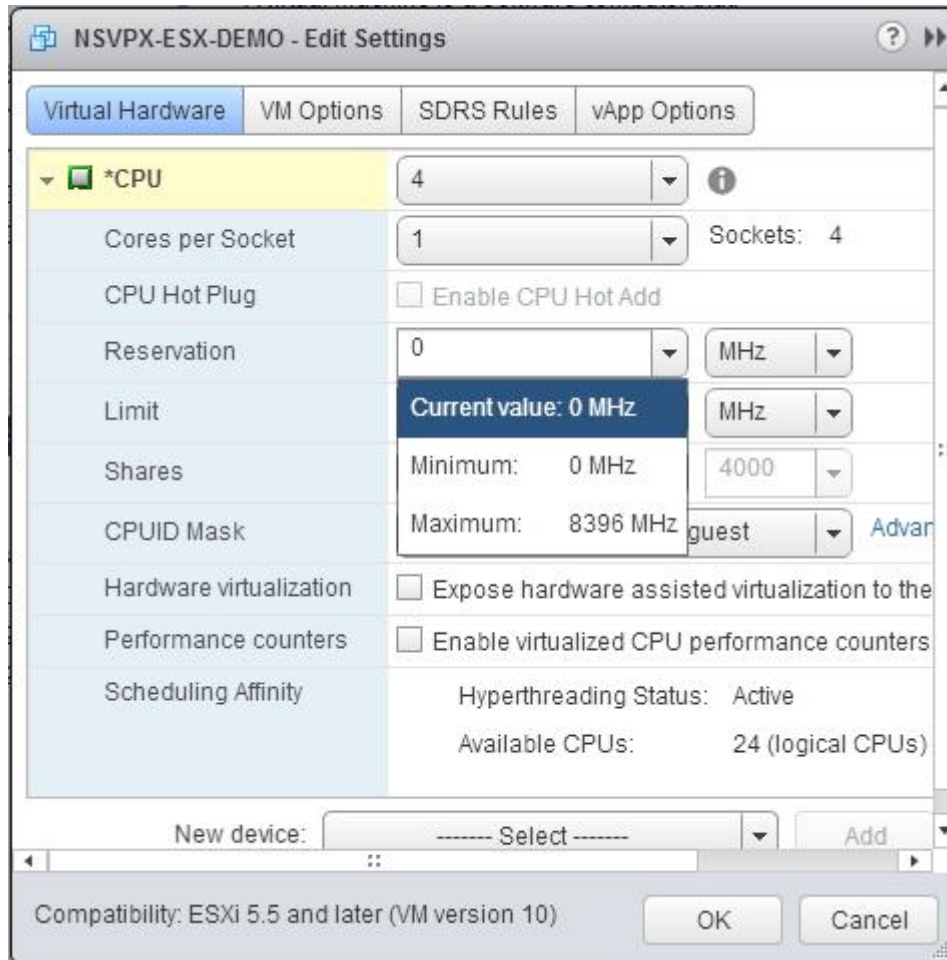 NSVPX-ESX-DEMO - Edit Settings
Virtual Hardware VM Options SDRS Rules vApp Options
*CPU 4
Cores per Socket 1 Sockets: 4
CPU Hot Plug Enable CPU Hot Add
Reservation 0 MHz
Limit Current value: 0 MHz MHz
Minimum: 0 MHz
Shares 4000
Maximum: 8396 MHz
CPUID Mask guest Advan
Hardware virtualization Expose hardware assisted virtualization to the
Performance counters Enable virtualized CPU performance counters
Scheduling Affinity Hyperthreading Status: Active
Available CPUs: 24 (logical CPUs)
New device: ------- Select ------- Add
Compatibility: ESXi 5.5 and later (VM version 10) OK Cancel